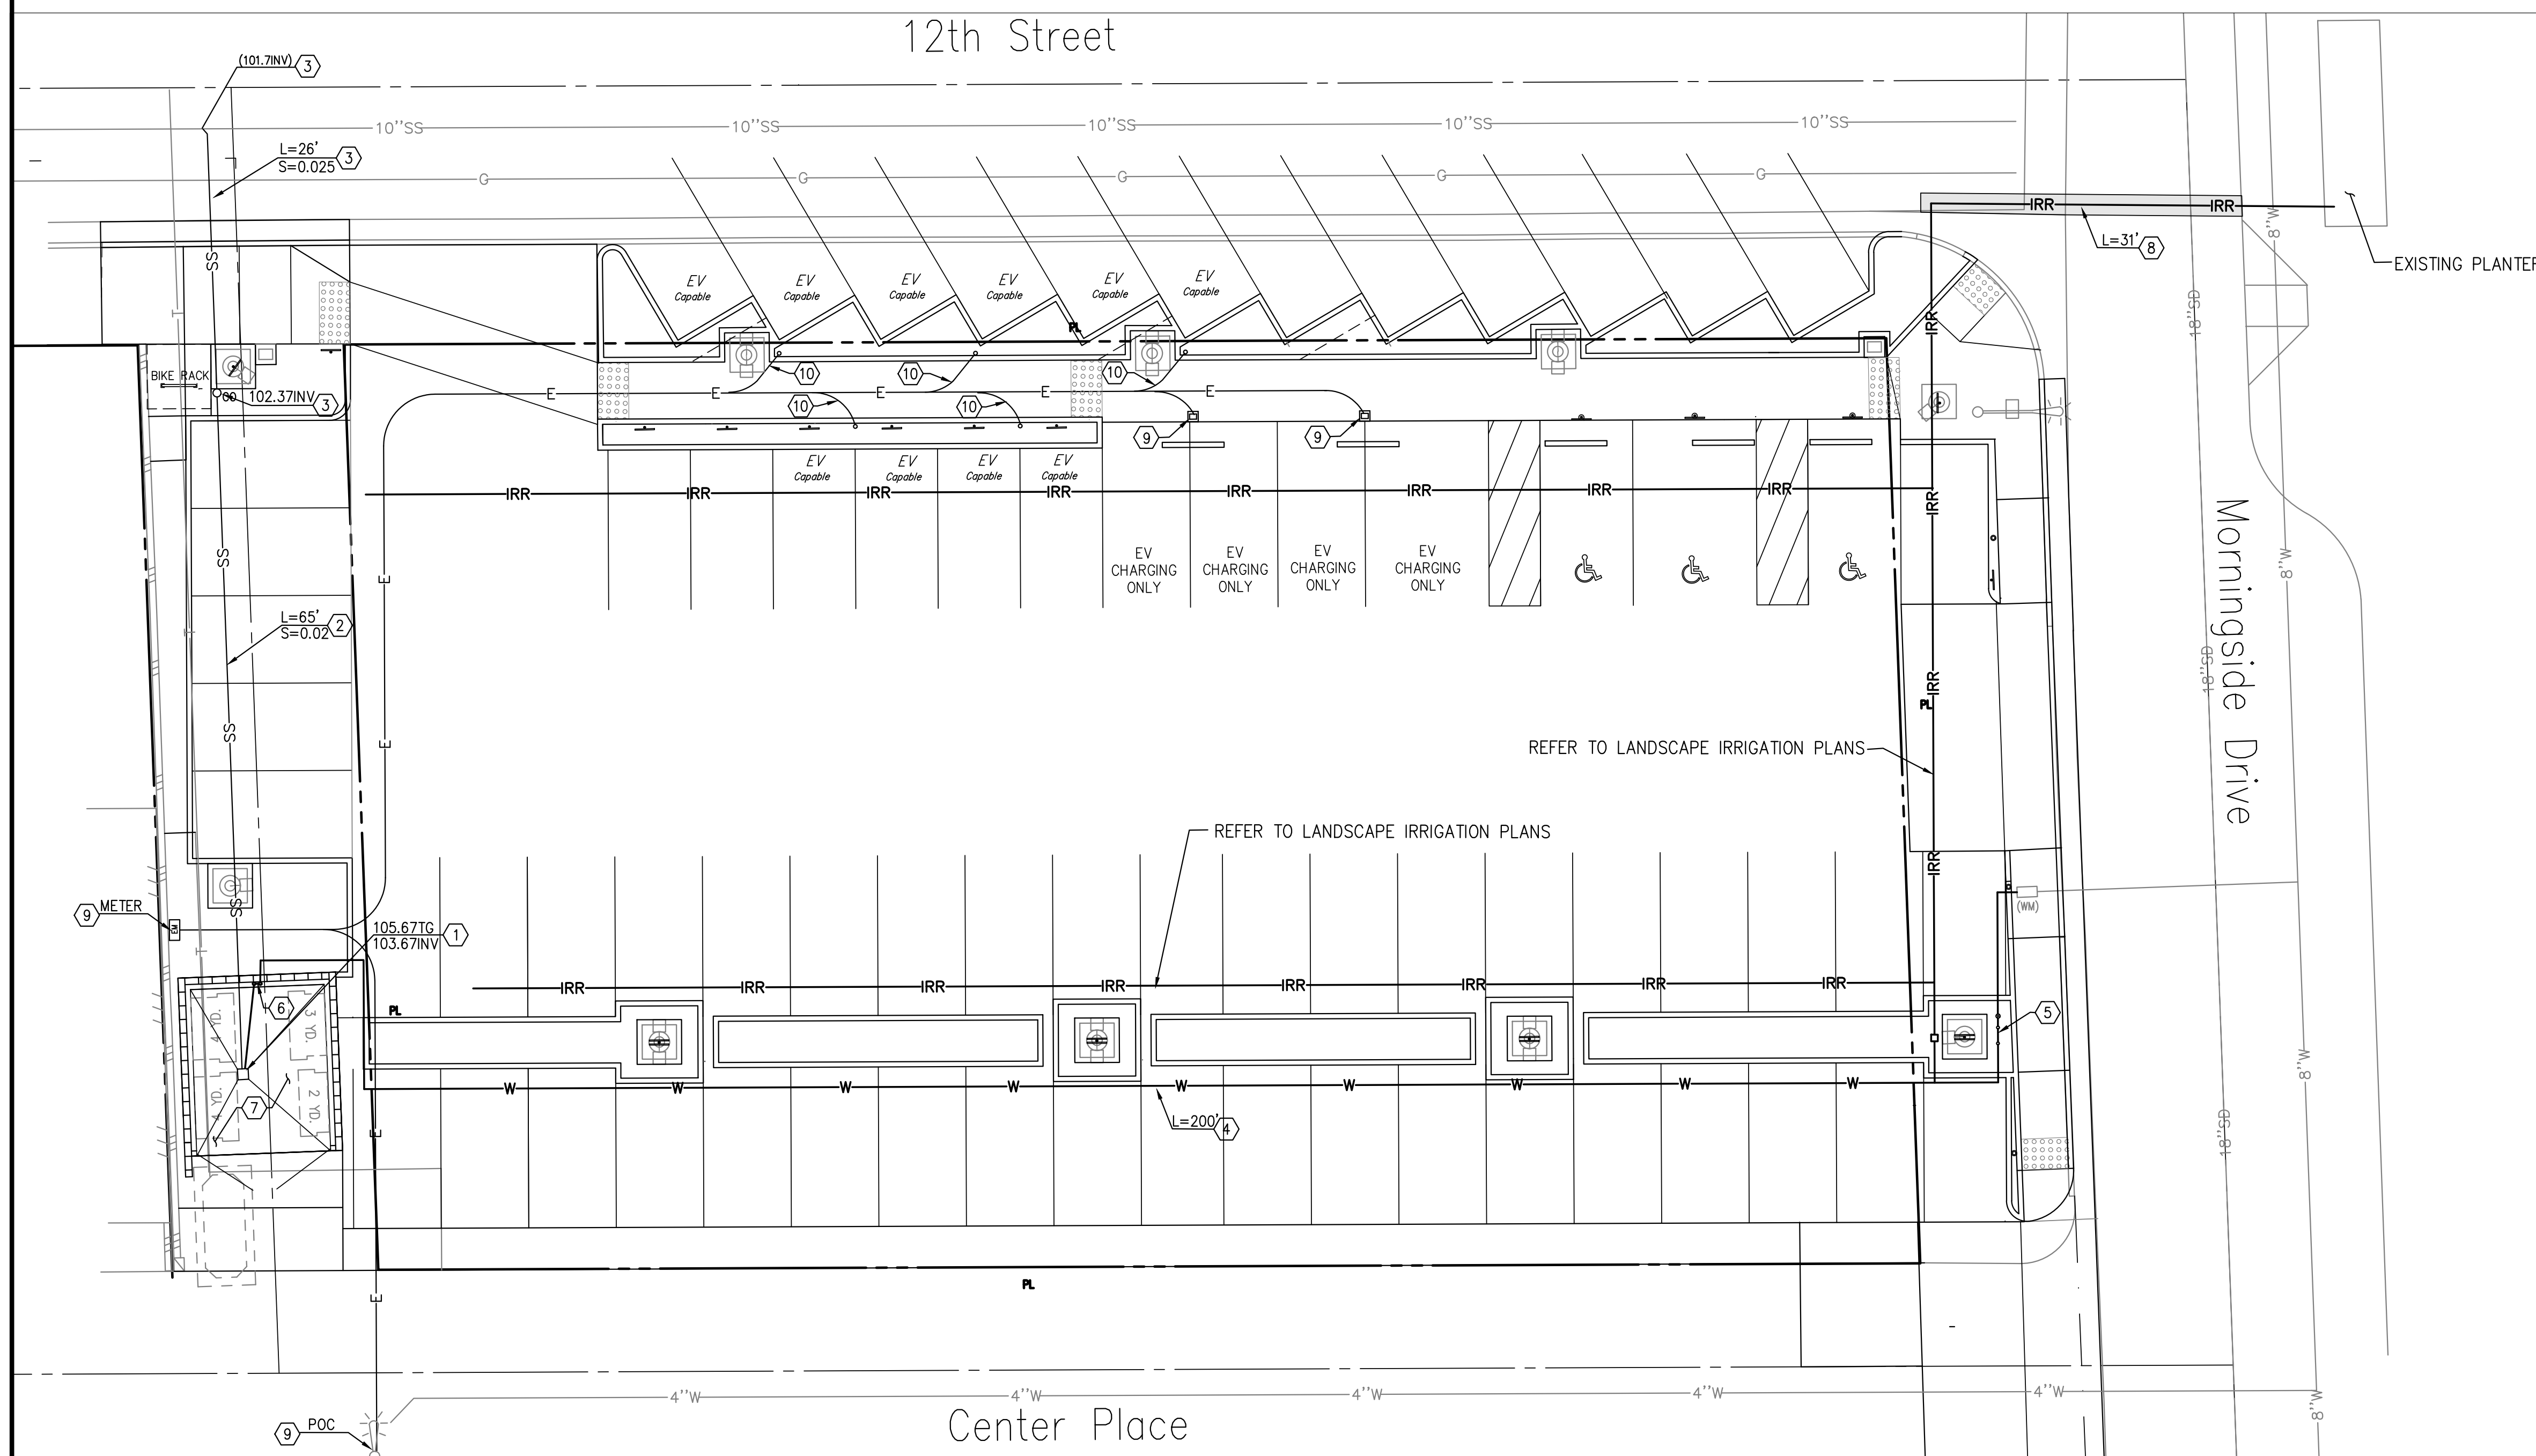 12th Street
(101.7INV) 3
10''SS 10''SS 10''SS 10''SS 10''SS
L=26' 3
S=0.025
G G G G G
IRR IRR
8''W
L=31' 8
EXISTING PLANTER
SS
EV EV EV EV EV EV
Capable Capable Capable Capable Capable Capable
T
IRR
18''SD
PL
BIKE RACK
10 10 10
E E E E E
102.37INV 3
10 10
9 9
EV EV EV EV
Capable Capable Capable Capable
IRR IRR IRR IRR IRR IRR IRR IRR
IRR
SS
E
EV EV EV EV
CHARGING CHARGING CHARGING CHARGING
ONLY ONLY ONLY ONLY
8''W
Morningside Drive
L=65' 2
S=0.02
T
18''SD
IRR
PL
SS
E
REFER TO LANDSCAPE IRRIGATION PLANS
REFER TO LANDSCAPE IRRIGATION PLANS
IRR
SS
(WM)
9 METER
EM
105.67TG 1
103.67INV
T
IRR IRR IRR IRR IRR IRR IRR IRR
6
PL
5
4 YD. 3 YD.
4 YD. 2 YD.
7
8''W
W W W W W W W W W
L=200' 4
E
18''SD
PL
E
4''W 4''W 4''W 4''W 4''W
8''W
9 POC
Center Place